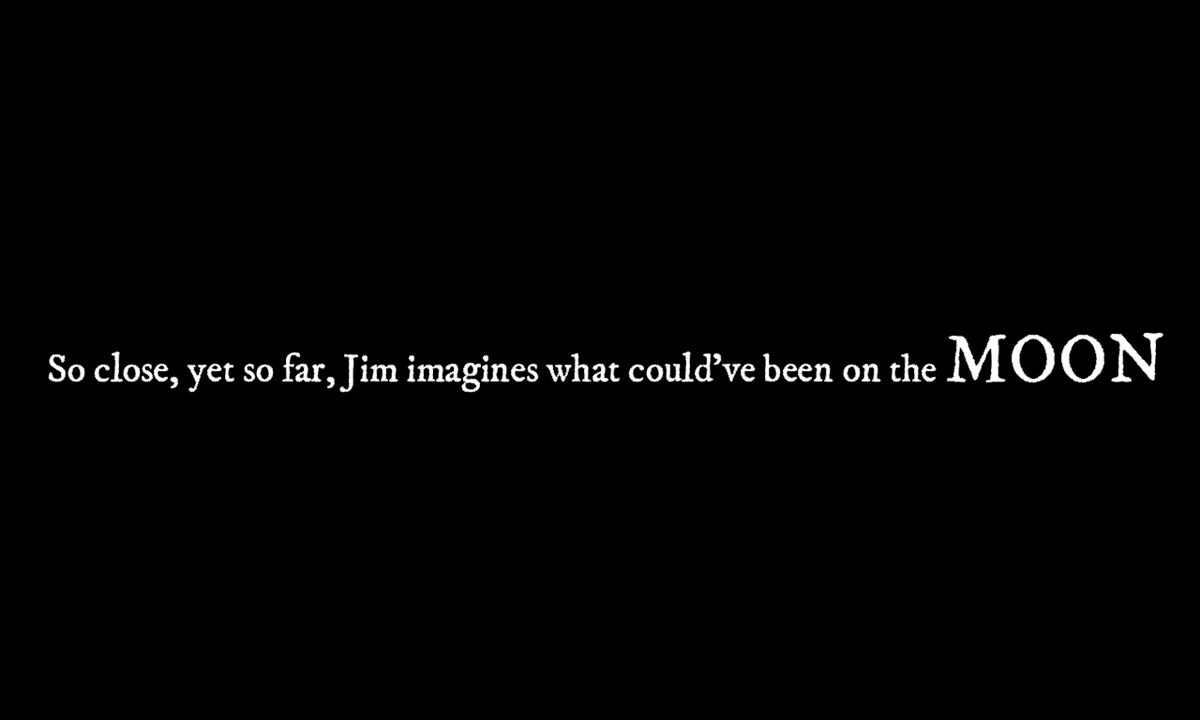 So close, yet so far, Jim imagines what could’ve been on the MOON